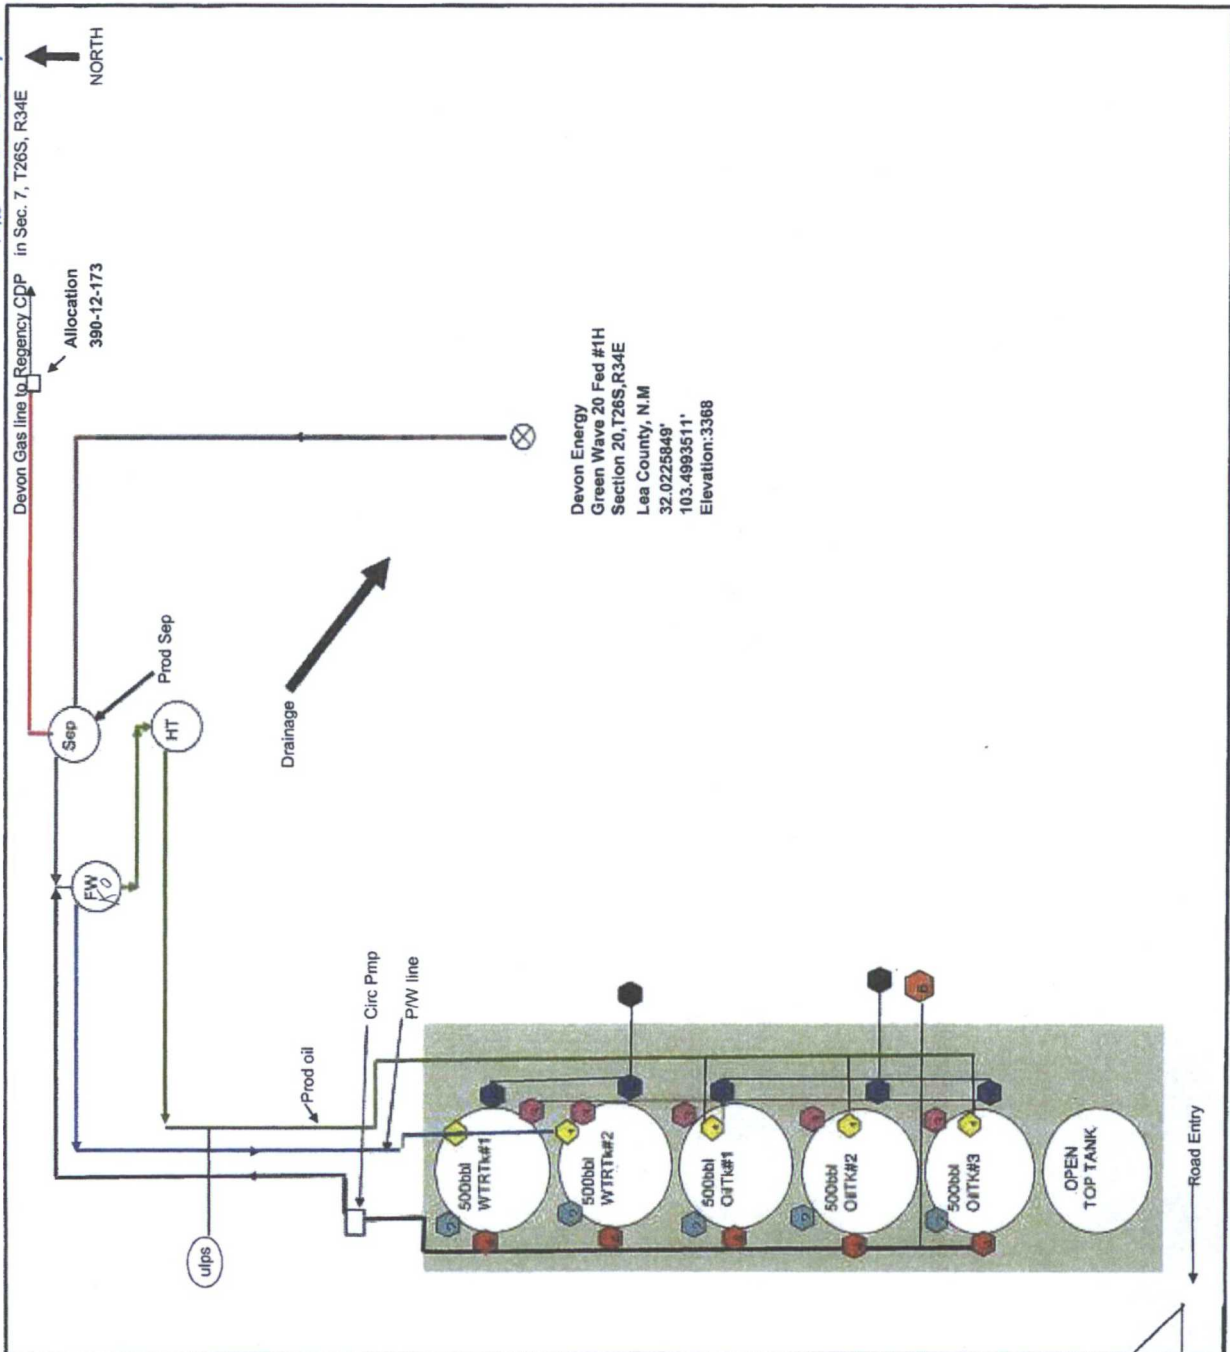 Devon Gas line to Regency CDP in Sec. 7, T26S, R34E
NORTH
Allocation
390-12-173
Sep
Prod Sep
HT
FW
KO
Drainage
Devon Energy
Green Wave 20 Fed #1H
Section 20,T26S,R34E
Lea County, N.M
32.0225849'
103.4993511'
Elevation:3368
Circ Pmp
P/W line
Prod oil
ulps
500bbl
WTRTk#1
500bbl
WTRTk#2
500bbl
OilTk#1
500bbl
OilTk#2
500bbl
OilTk#3
OPEN
TOP TANK
Road Entry